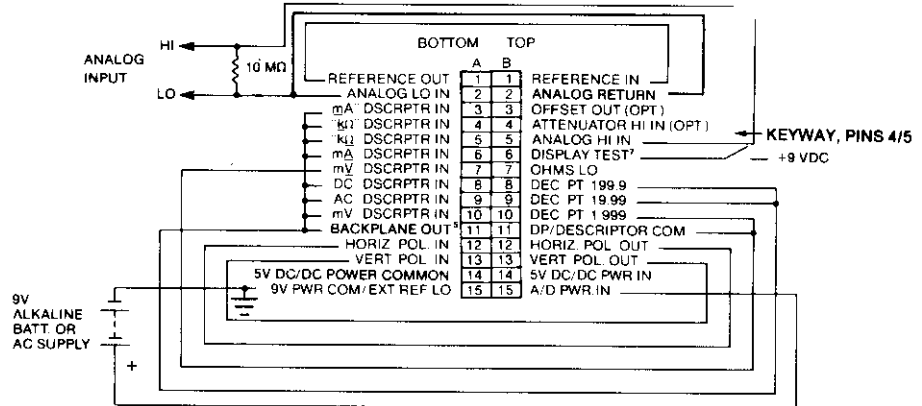 HI
ANALOG INPUT
10 MΩ
LO
BOTTOM TOP
A B
REFERENCE OUT 1 1 REFERENCE IN
ANALOG LO IN 2 2 ANALOG RETURN
"mA" DSCRPTR IN 3 3 OFFSET OUT (OPT)
"kΩ" DSCRPTR IN 4 4 ATTENUATOR HI IN (OPT)
"kΩ DSCRPTR IN 5 5 ANALOG HI IN
mA DSCRPTR IN 6 6 DISPLAY TEST7
mV DSCRPTR IN 7 7 OHMS LO
DC DSCRPTR IN 8 8 DEC PT 199.9
AC DSCRPTR IN 9 9 DEC PT 19.99
mV DSCRPTR IN 10 10 DEC PT 1 999
BACKPLANE OUT5 11 11 DP/DESCRIPTOR COM
HORIZ. POL. IN 12 12 HORIZ. POL OUT
VERT POL. IN 13 13 VERT POL. OUT
5V DC/DC POWER COMMON 14 14 5V DC/DC PWR IN
9V PWR COM/EXT REF LO 15 15 A/D PWR.IN
KEYWAY, PINS 4/5
+9 VDC
9V
ALKALINE
BATT. OR
AC SUPPLY
+